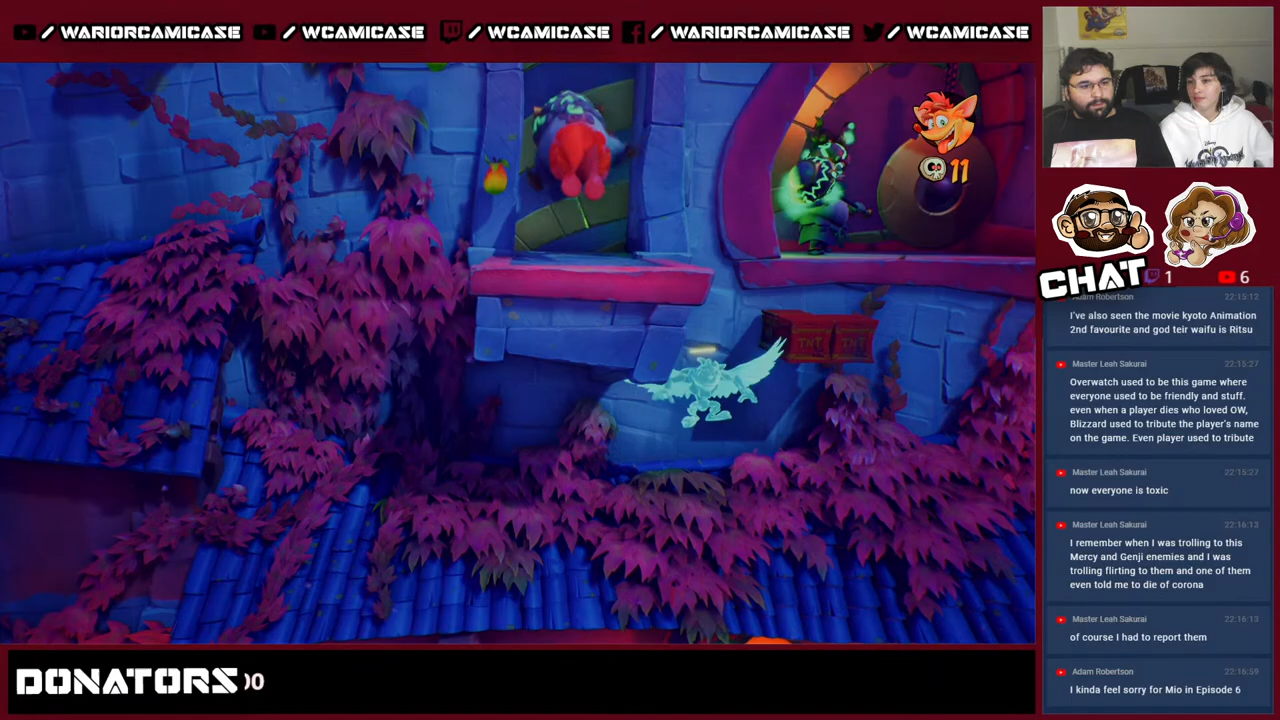 / WARIORCAMICASE / WCAMICASE / WCAMICASE / WARIORCAMICASE / WCAMICASE
11
TNT TNT
CHAT 1 6
Adam Robertson 22:15:12
I've also seen the movie kyoto Animation
2nd favourite and god teir waifu is Ritsu
Master Leah Sakurai 22:15:27
Overwatch used to be this game where
everyone used to be friendly and stuff.
even when a player dies who loved OW,
Blizzard used to tribute the player's name
on the game. Even player used to tribute
Master Leah Sakurai 22:15:27
now everyone is toxic
Master Leah Sakurai 22:16:13
I remember when I was trolling to this
Mercy and Genji enemies and I was
trolling flirting to them and one of them
even told me to die of corona
Master Leah Sakurai 22:16:13
of course I had to report them
Adam Robertson 22:16:59
I kinda feel sorry for Mio in Episode 6
DONATORS